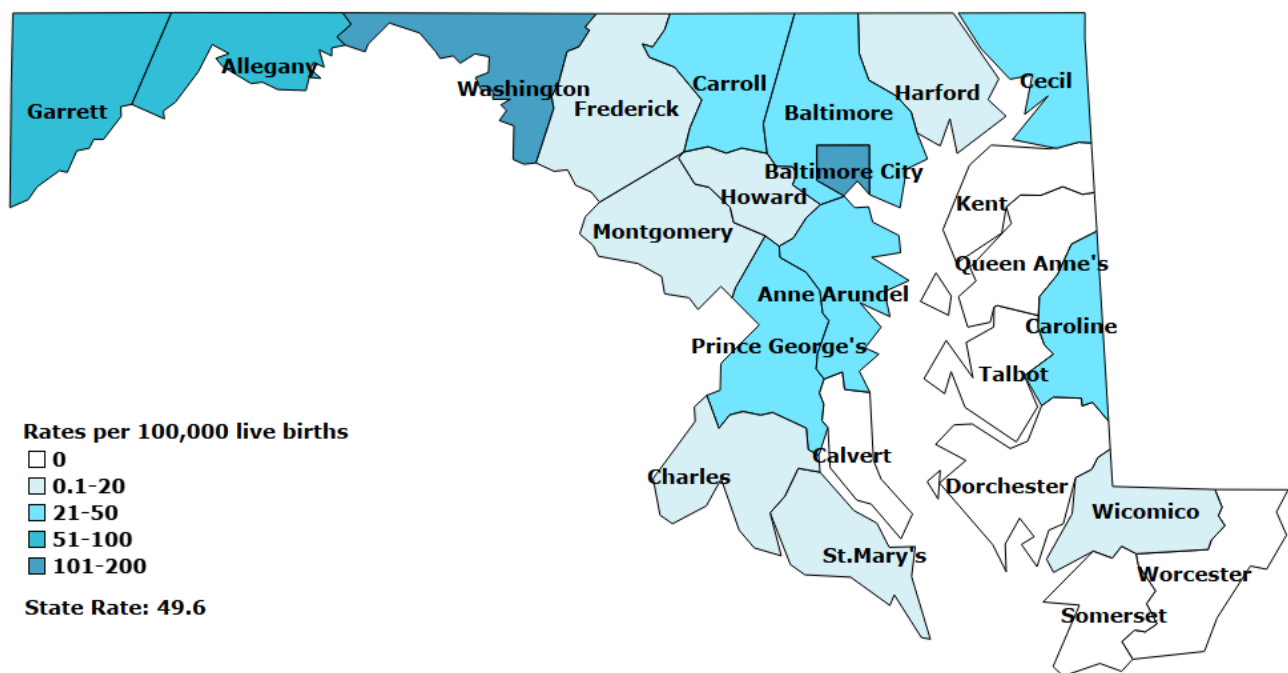 Allegany
Garrett
Washington
Frederick
Carroll
Baltimore
Harford
Cecil
Baltimore City
Howard
Montgomery
Kent
Queen Anne's
Anne Arundel
Caroline
Prince George's
Talbot
Calvert
Charles
Dorchester
Wicomico
St.Mary's
Worcester
Somerset
Rates per 100,000 live births
0
0.1-20
21-50
51-100
101-200
State Rate: 49.6